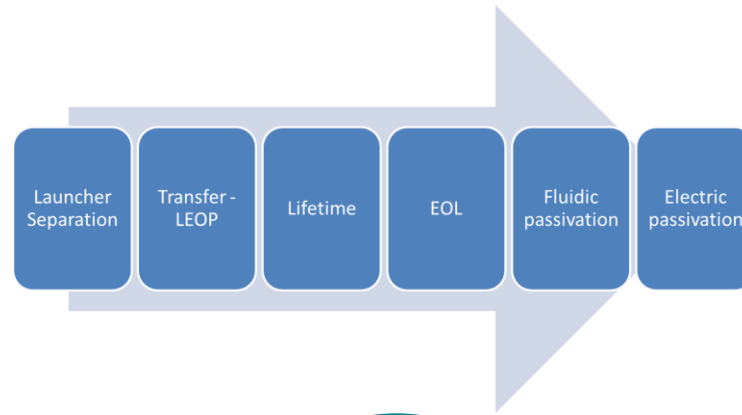 Launcher
Separation
Transfer -
LEOP
Lifetime
EOL
Fluidic
passivation
Electric
passivation